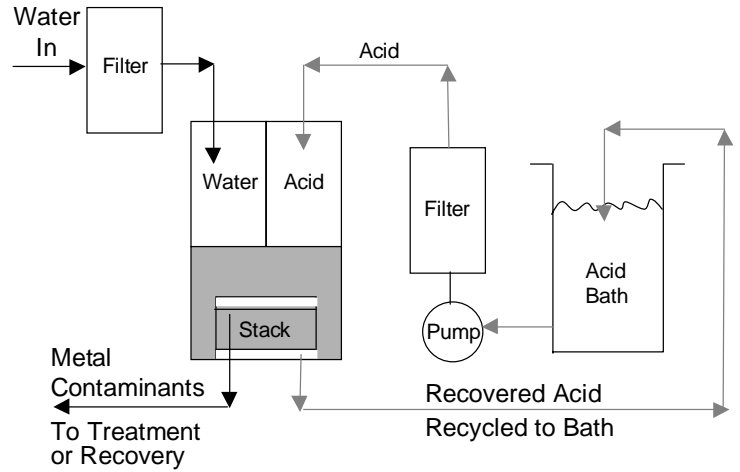 Water
In
Filter
Acid
Water
Acid
Filter
Acid
Bath
Stack
Pump
Metal
Contaminants
To Treatment
or Recovery
Recovered Acid
Recycled to Bath